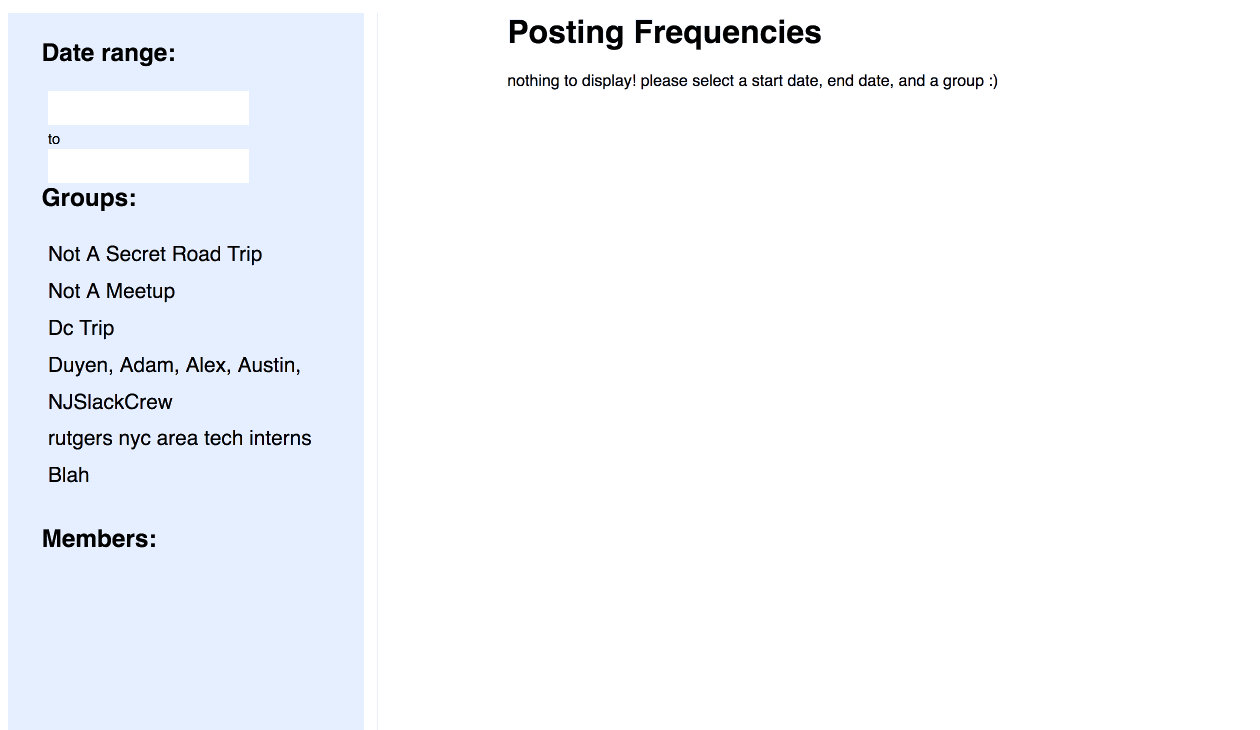 Date range:
to
Groups:
Not A Secret Road Trip
Not A Meetup
Dc Trip
Duyen, Adam, Alex, Austin,
NJSlackCrew
rutgers nyc area tech interns
Blah
Members:
Posting Frequencies
nothing to display! please select a start date, end date, and a group :)